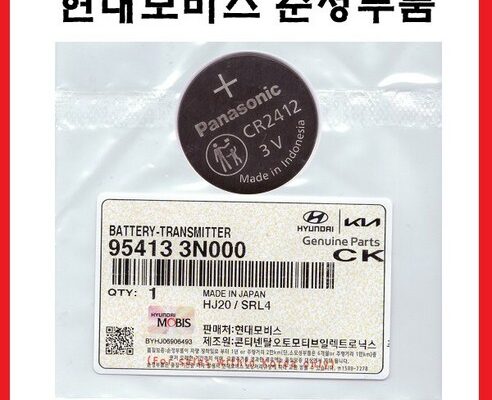 현대모비스 순정부품
Panasonic
CR2412
3V
Made in Indonesia
BATTERY-TRANSMITTER
95413 3N000
HYUNDAI KIA
Genuine Parts
CK
QTY: 1
MADE IN JAPAN
HJ20 / SRL4
HYUNDAI
MOBIS
BYHJ06906493
판매처:현대모비스
제조원:콘티넨탈오토모티브일렉트로닉스